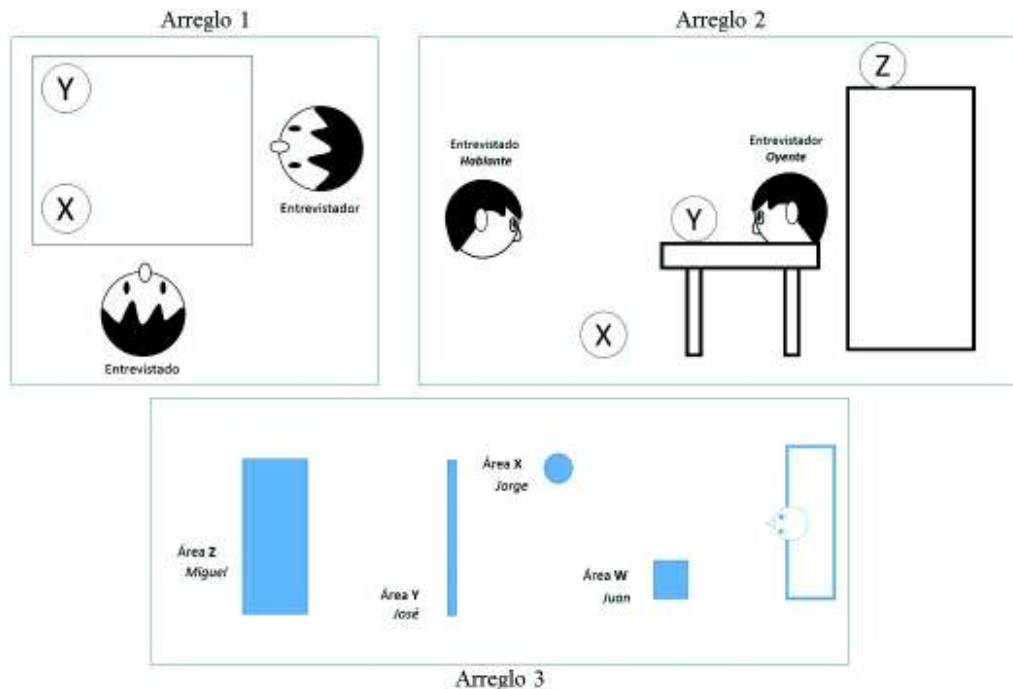 Arreglo 1
Y
X
Entrevistador
Entrevistado
Arreglo 2
Z
Entrevistado
Hablante
Entrevistador
Oyente
Y
X
Área X
Jorge
Área Z
Miguel
Área W
Juan
Área Y
José
Arreglo 3